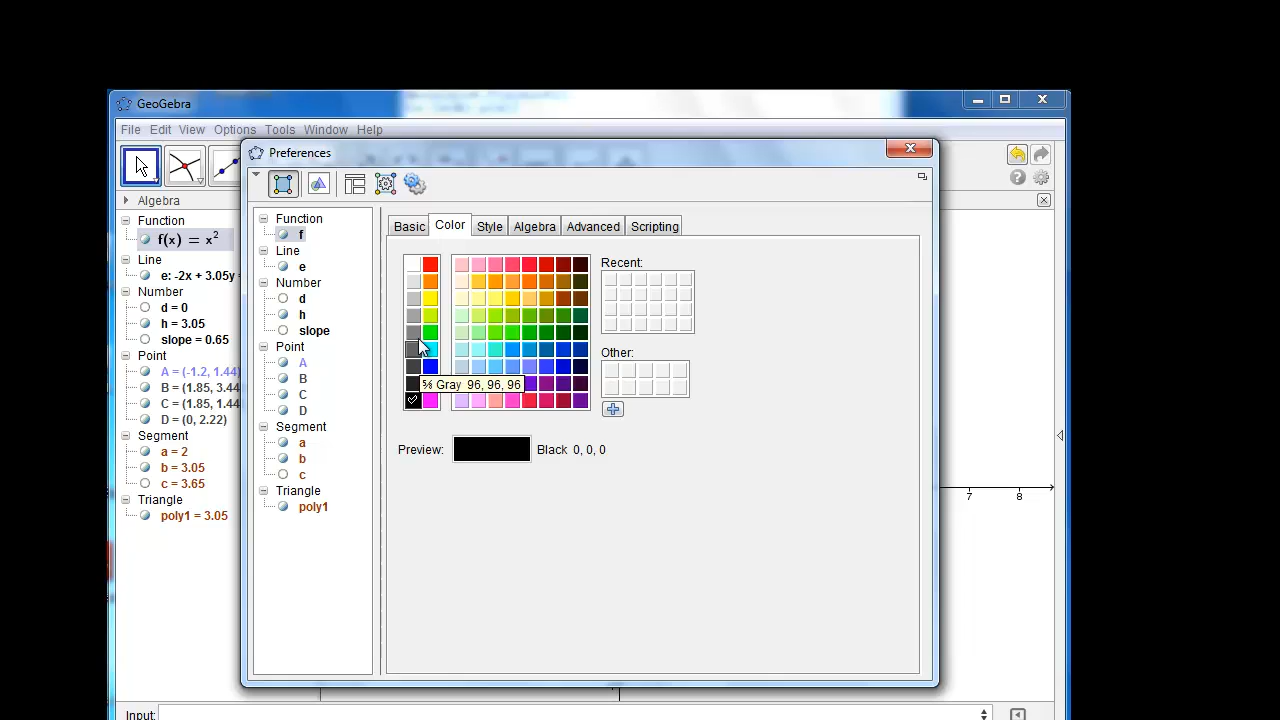 GeoGebra
File Edit View Options Tools Window Help
Preferences
Algebra
Function
f(x) = x²
Line
e: -2x + 3.05y =
Number
d = 0
h = 3.05
slope = 0.65
Point
A = (-1.2, 1.44)
B = (1.85, 3.44
C = (1.85, 1.44
D = (0, 2.22)
Segment
a = 2
b = 3.05
c = 3.65
Triangle
poly1 = 3.05
Function
f
Line
e
Number
d
h
slope
Point
A
B
C
D
Segment
a
b
c
Triangle
poly1
Basic Color Style Algebra Advanced Scripting
Recent:
Other:
⅝ Gray 96, 96, 96
Preview: Black 0, 0, 0
7 8
Input: